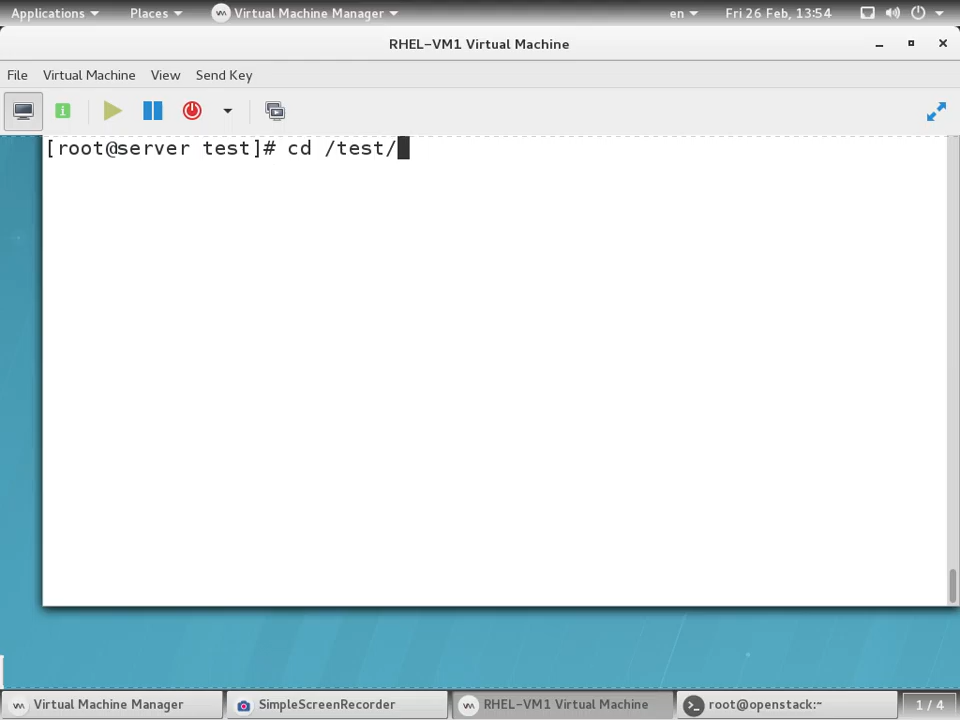 Applications Places Virtual Machine Manager en Fri 26 Feb, 13:54
RHEL-VM1 Virtual Machine
File Virtual Machine View Send Key
[root@server test]# cd /test/
Virtual Machine Manager SimpleScreenRecorder RHEL-VM1 Virtual Machine root@openstack:~ 1 / 4